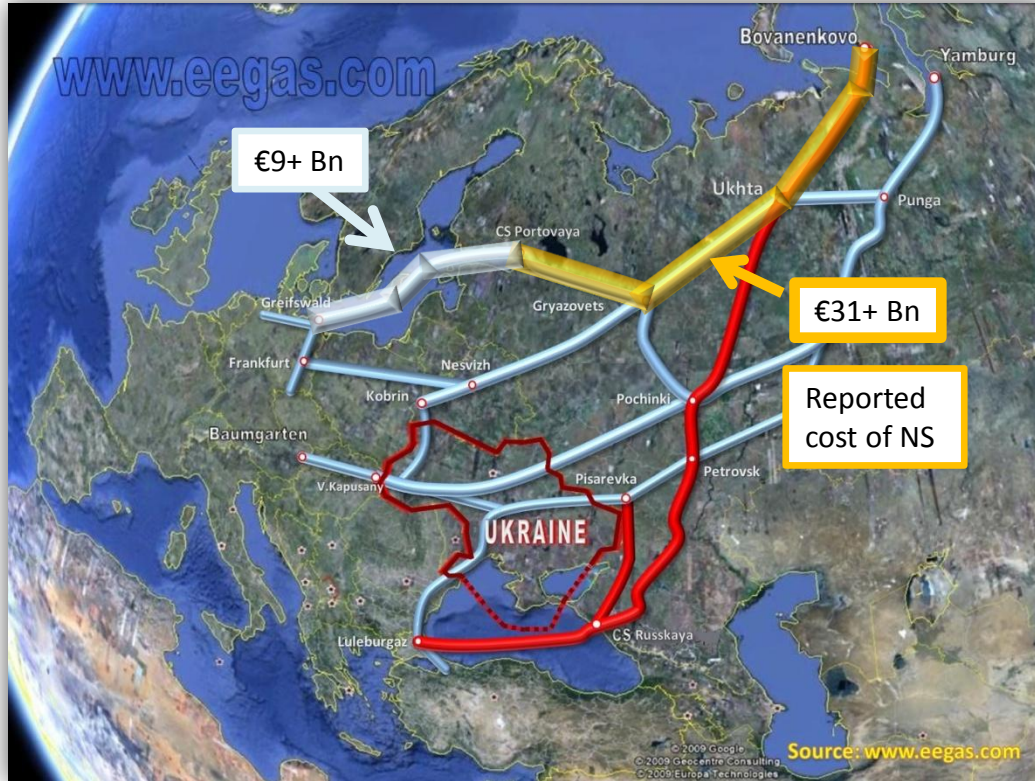 www.eegas.com
Bovanenkovo
Yamburg
€9+ Bn
Ukhta
Punga
CS Portovaya
Greifswald
Gryazovets
€31+ Bn
Frankfurt
Nesvizh
Kobrin
Pochinki
Reported
cost of NS
Baumgarten
V.Kapusany
Pisarevka
Petrovsk
UKRAINE
Luleburgaz
CS Russkaya
© 2009 Google
© 2009 Geocentre Consulting
© 2009 Europa Technologies
Source: www.eegas.com